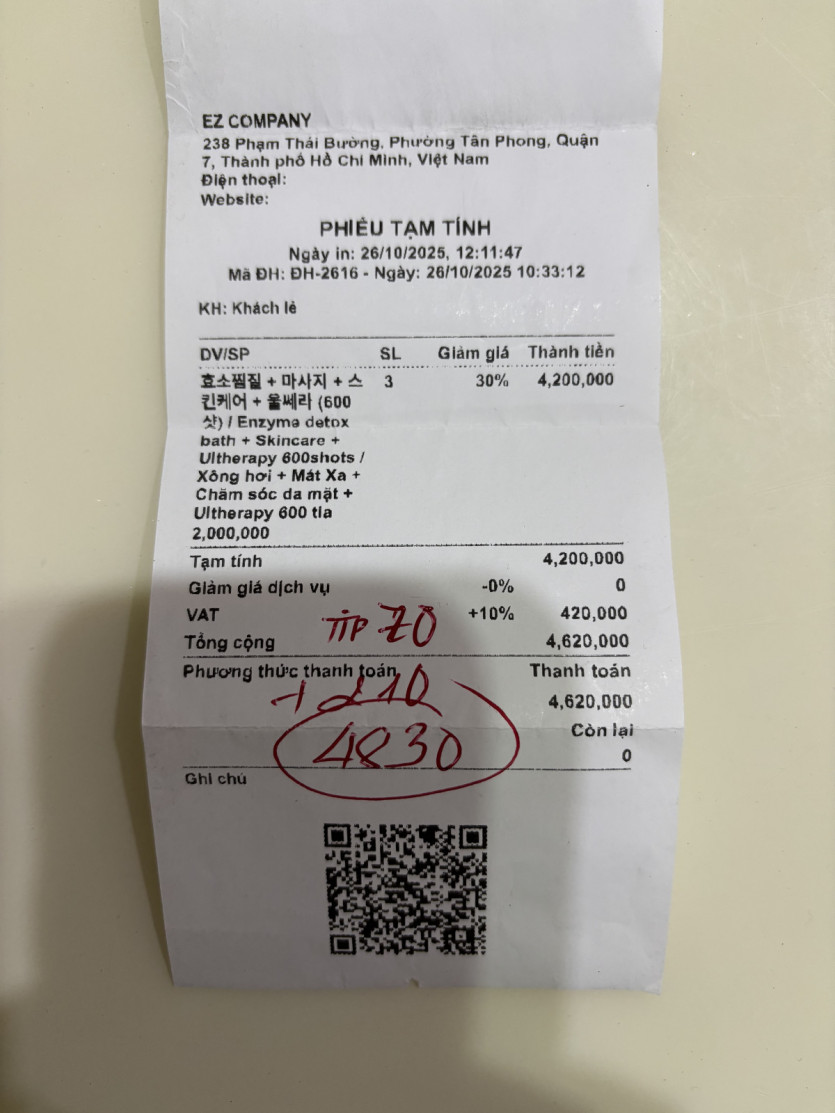 EZ COMPANY
238 Phạm Thái Bường, Phường Tân Phong, Quận
7, Thành phố Hồ Chí Minh, Việt Nam
Điện thoại:
Website:
PHIẾU TẠM TÍNH
Ngày in: 26/10/2025, 12:11:47
Mã ĐH: ĐH-2616 - Ngày: 26/10/2025 10:33:12
KH: Khách lẻ
DV/SP SL Giảm giá Thành tiền
효소찜질 + 마사지 + 스 3 30% 4,200,000
킨케어 + 울쎄라 (600
샷) / Enzyme detox
bath + Skincare +
Ultherapy 600shots /
Xông hơi + Mát Xa +
Chăm sóc da mặt +
Ultherapy 600 tia
2,000,000
Tạm tính 4,200,000
Giảm giá dịch vụ -0% 0
VAT +10% 420,000
TIP 70
Tổng cộng 4,620,000
Phương thức thanh toán Thanh toán
+ 210
4,620,000
Còn lại
4830
0
Ghi chú